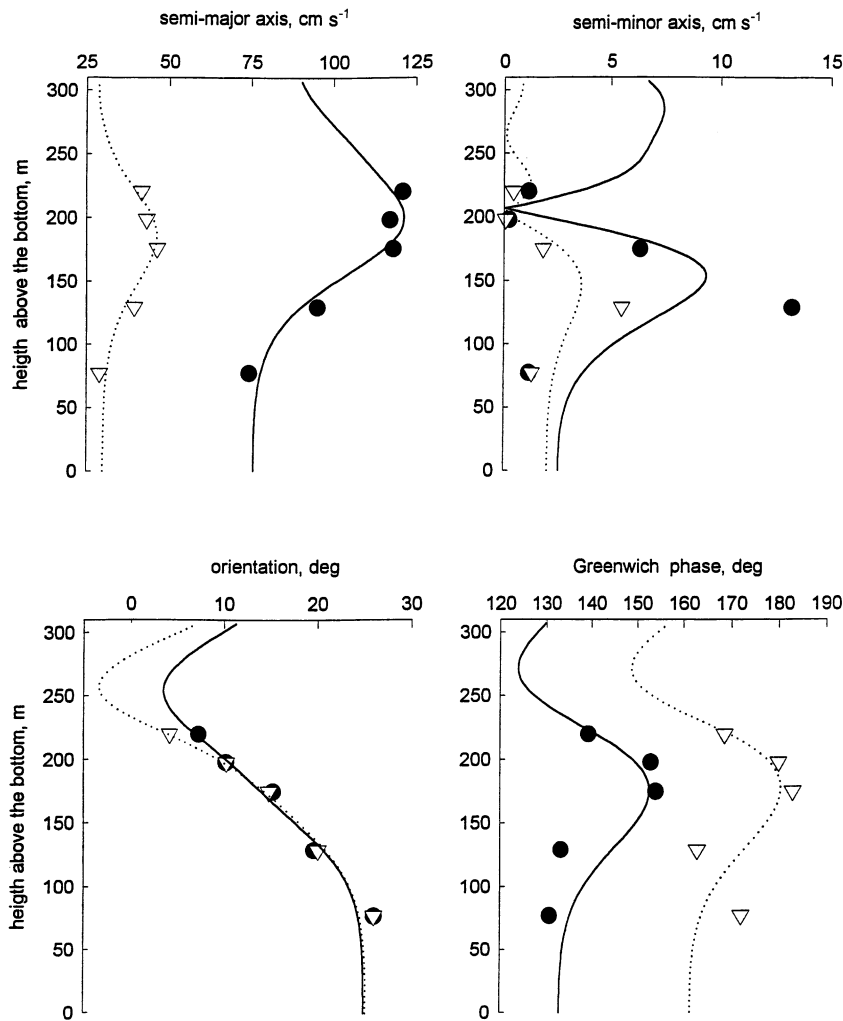 semi-major axis, cm s⁻¹
semi-minor axis, cm s⁻¹
25 50 75 100 125
0 5 10 15
300
250
200
150
100
50
0
heigth above the bottom, m
300
250
200
150
100
50
0
orientation, deg
Greenwich phase, deg
0 10 20 30
120 130 140 150 160 170 180 190
300
250
200
150
100
50
0
heigth above the bottom, m
300
250
200
150
100
50
0